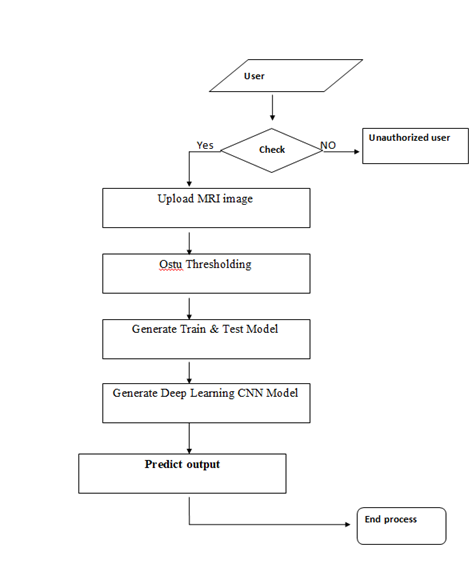 User
Check
Yes
NO
Unauthorized user
Upload MRI image
Ostu Thresholding
Generate Train & Test Model
Generate Deep Learning CNN Model
Predict output
End process